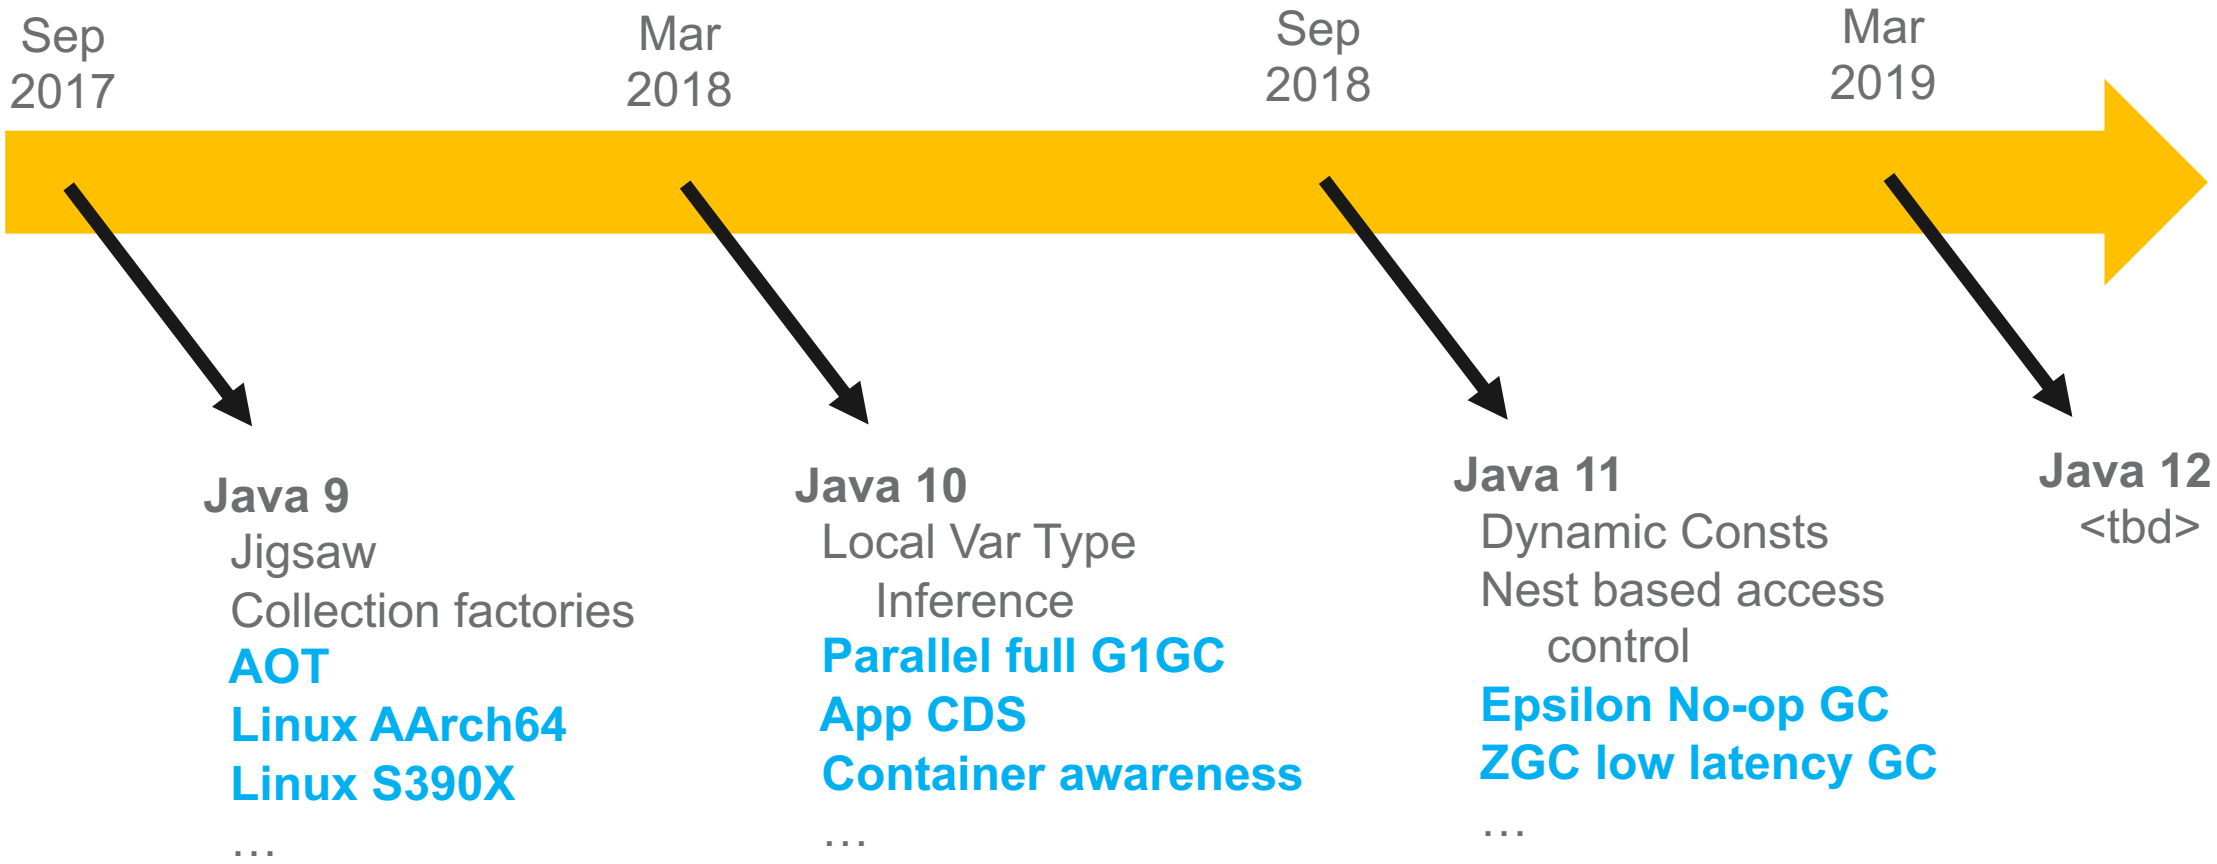 Sep
2017
Mar
2018
Sep
2018
Mar
2019
Java 9
Jigsaw
Collection factories
AOT
Linux AArch64
Linux S390X
…
Java 10
Local Var Type
Inference
Parallel full G1GC
App CDS
Container awareness
…
Java 11
Dynamic Consts
Nest based access
control
Epsilon No-op GC
ZGC low latency GC
…
Java 12
<tbd>